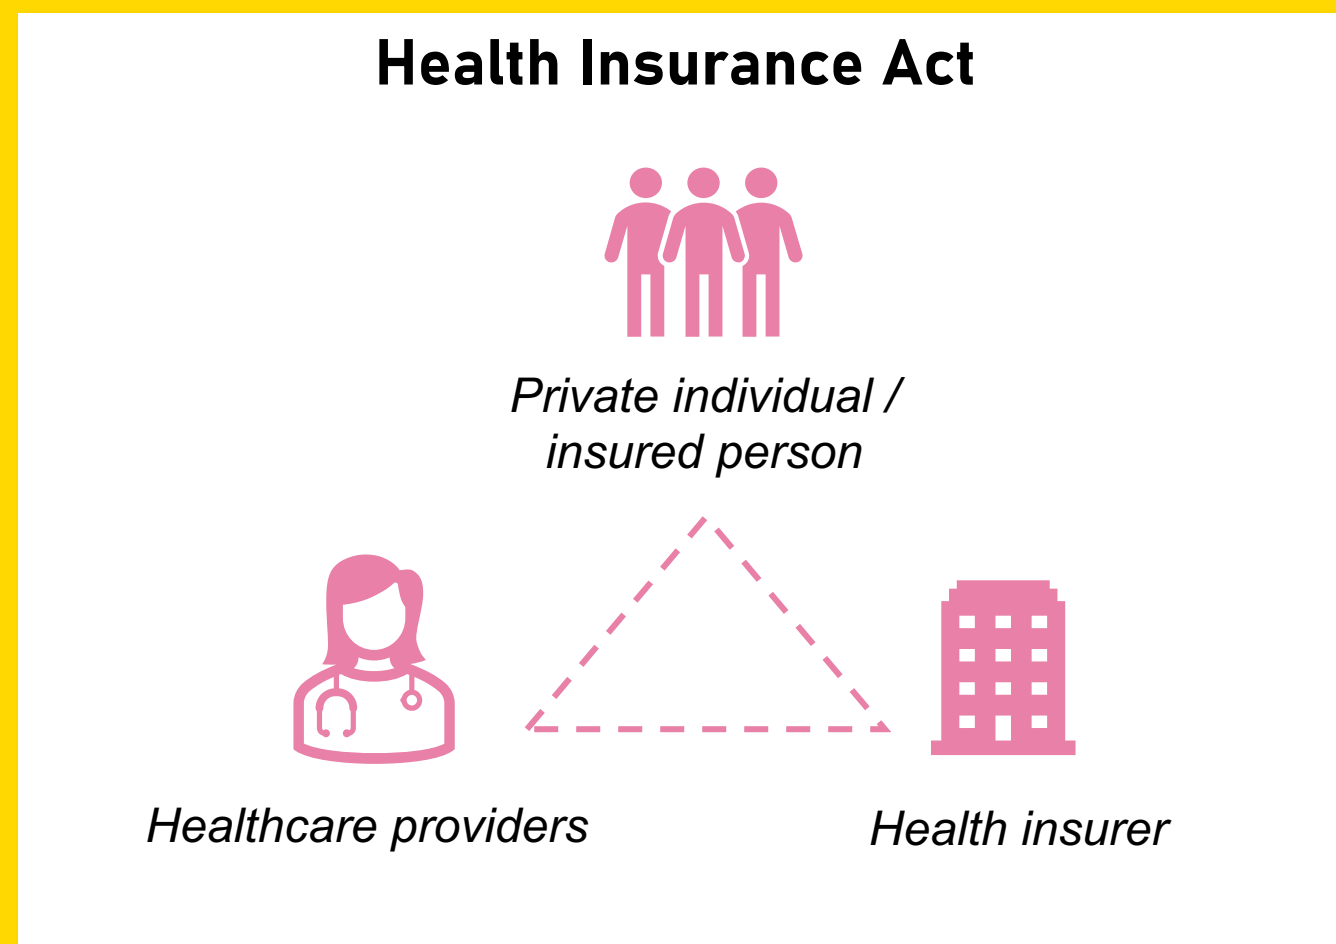 Health Insurance Act
Private individual /
insured person
Healthcare providers
Health insurer